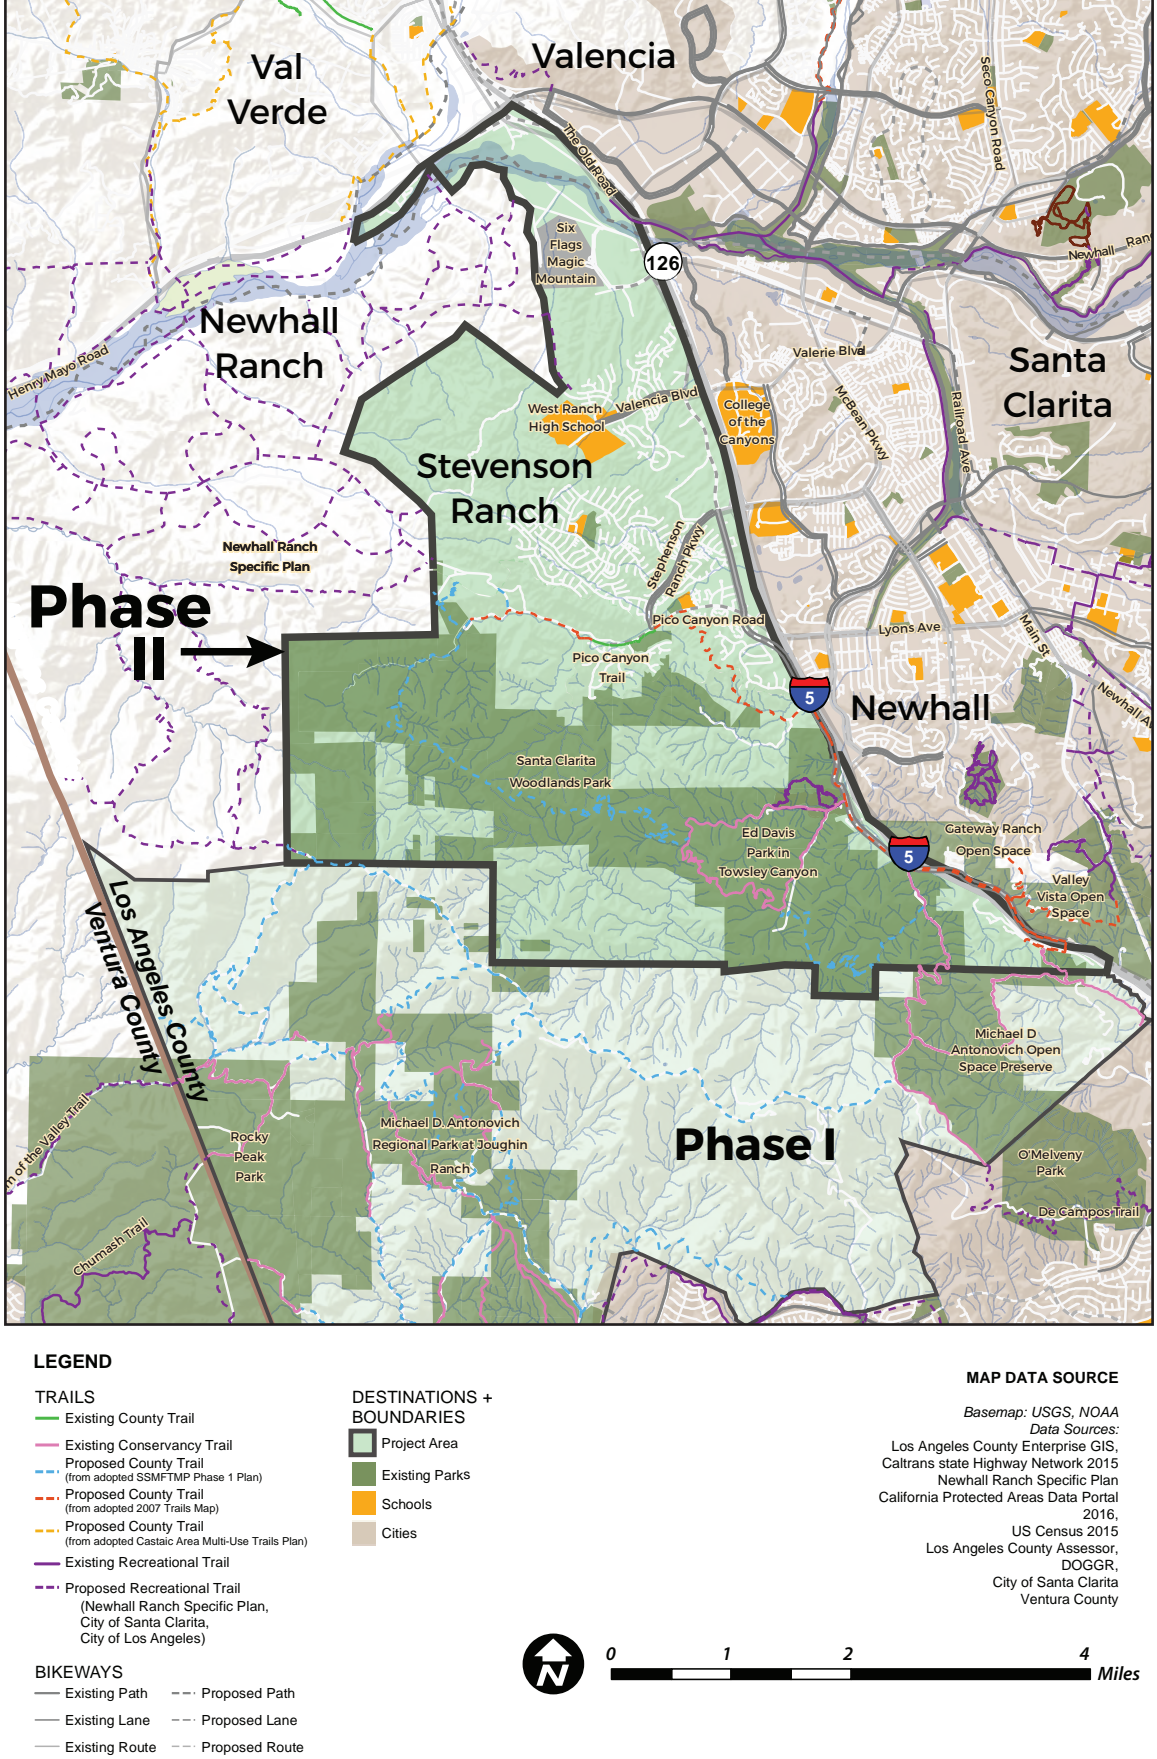 Val
Verde
Valencia
The Old Road
Seco Canyon Road
Six
Flags
Magic
Mountain
126
Newhall
Newhall
Ranch
Henry Mayo Road
Valerie Blvd
Santa
Clarita
West Ranch
High School
Valencia Blvd
College
of the
Canyons
McBean Pkwy
Railroad Ave
Stevenson
Ranch
Newhall Ranch
Specific Plan
Stephenson
Ranch Pkwy
Phase
II
Pico Canyon Road
Lyons Ave
Main St
Pico Canyon
Trail
5
Newhall
Newhall
Santa Clarita
Woodlands Park
Ed Davis
Park in
Towsley Canyon
5
Gateway Ranch
Open Space
Valley
Vista Open
Space
Los Angeles County
Ventura County
Michael D
Antonovich Open
Space Preserve
m of the Valley Trail
Rocky
Peak
Park
Michael D. Antonovich
Regional Park at Joughin
Ranch
Phase I
O'Melveny
Park
De Campos Trail
Chumash Trail
LEGEND
TRAILS
Existing County Trail
Existing Conservancy Trail
Proposed County Trail
(from adopted SSMFTMP Phase 1 Plan)
Proposed County Trail
(from adopted 2007 Trails Map)
Proposed County Trail
(from adopted Castaic Area Multi-Use Trails Plan)
Existing Recreational Trail
Proposed Recreational Trail
(Newhall Ranch Specific Plan,
City of Santa Clarita,
City of Los Angeles)
BIKEWAYS
Existing Path
Proposed Path
Existing Lane
Proposed Lane
Existing Route
Proposed Route
DESTINATIONS +
BOUNDARIES
Project Area
Existing Parks
Schools
Cities
MAP DATA SOURCE
Basemap: USGS, NOAA
Data Sources:
Los Angeles County Enterprise GIS,
Caltrans state Highway Network 2015
Newhall Ranch Specific Plan
California Protected Areas Data Portal
2016,
US Census 2015
Los Angeles County Assessor,
DOGGR,
City of Santa Clarita
Ventura County
N
0 1 2 4
Miles